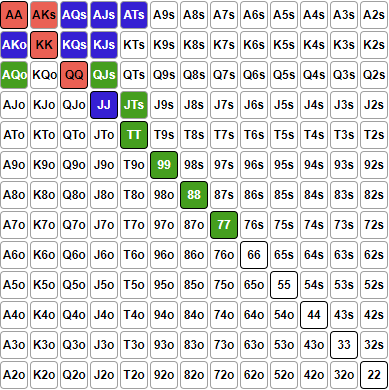 AA AKs AQs AJs ATs A9s A8s A7s A6s A5s A4s A3s A2s
AKo KK KQs KJs KTs K9s K8s K7s K6s K5s K4s K3s K2s
AQo KQo QQ QJs QTs Q9s Q8s Q7s Q6s Q5s Q4s Q3s Q2s
AJo KJo QJo JJ JTs J9s J8s J7s J6s J5s J4s J3s J2s
ATo KTo QTo JTo TT T9s T8s T7s T6s T5s T4s T3s T2s
A9o K9o Q9o J9o T9o 99 98s 97s 96s 95s 94s 93s 92s
A8o K8o Q8o J8o T8o 98o 88 87s 86s 85s 84s 83s 82s
A7o K7o Q7o J7o T7o 97o 87o 77 76s 75s 74s 73s 72s
A6o K6o Q6o J6o T6o 96o 86o 76o 66 65s 64s 63s 62s
A5o K5o Q5o J5o T5o 95o 85o 75o 65o 55 54s 53s 52s
A4o K4o Q4o J4o T4o 94o 84o 74o 64o 54o 44 43s 42s
A3o K3o Q3o J3o T3o 93o 83o 73o 63o 53o 43o 33 32s
A2o K2o Q2o J2o T2o 92o 82o 72o 62o 52o 42o 32o 22